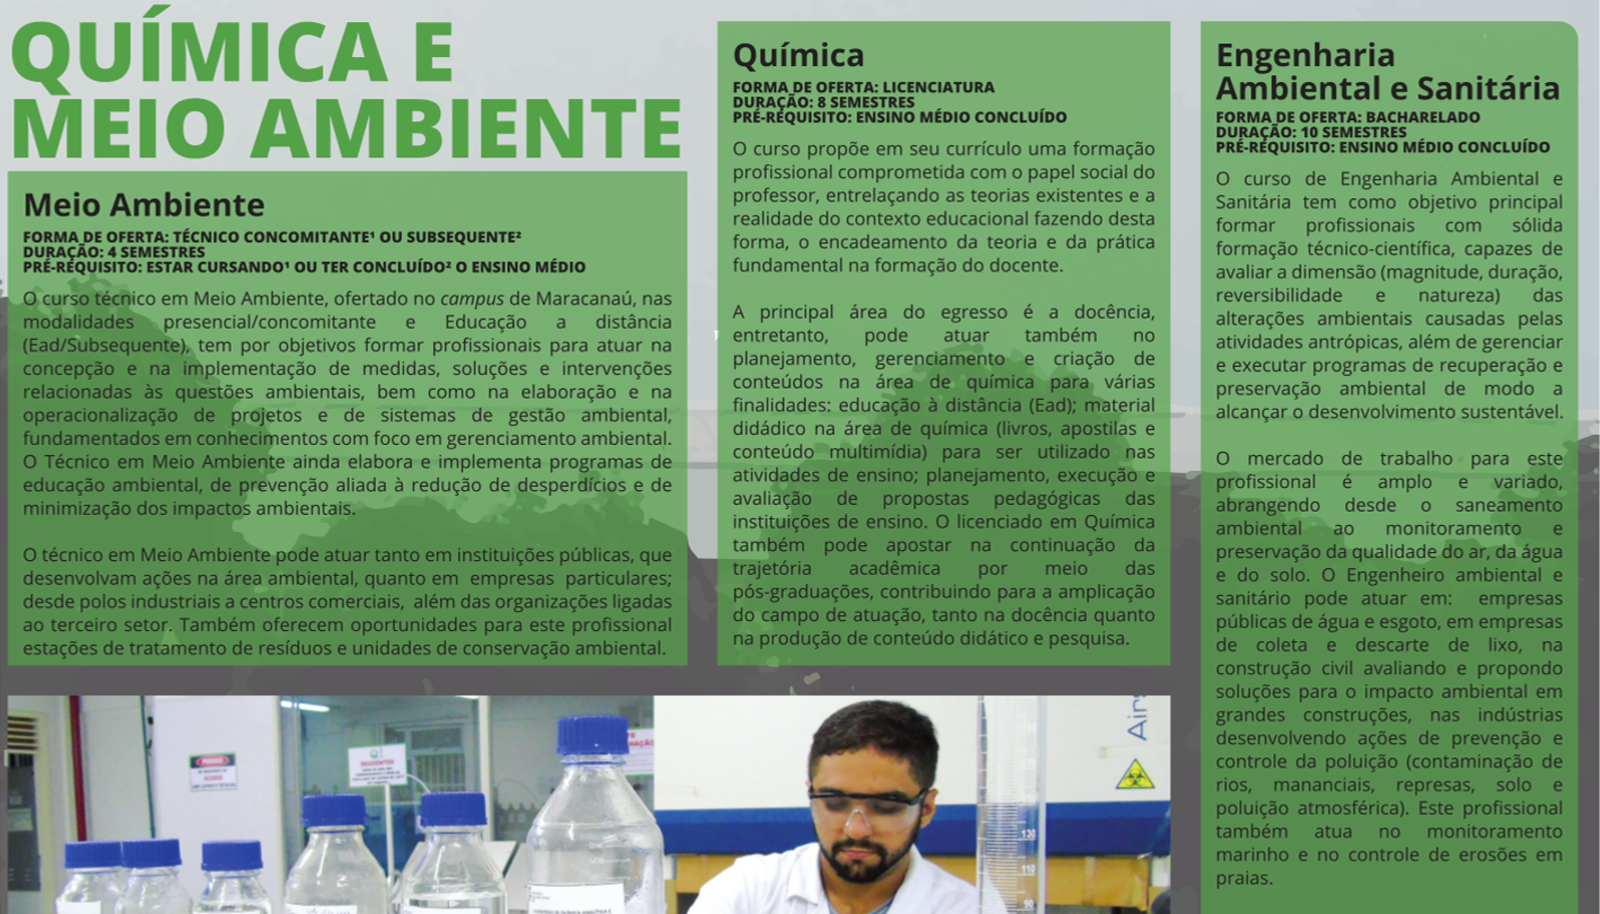 QUÍMICA E
MEIO AMBIENTE
Meio Ambiente
FORMA DE OFERTA: TÉCNICO CONCOMITANTE¹ OU SUBSEQUENTE²
DURAÇÃO: 4 SEMESTRES
PRÉ-REQUISITO: ESTAR CURSANDO¹ OU TER CONCLUÍDO² O ENSINO MÉDIO
O curso técnico em Meio Ambiente, ofertado no campus de Maracanaú, nas
modalidades presencial/concomitante e Educação a distância
(Ead/Subsequente), tem por objetivos formar profissionais para atuar na
concepção e na implementação de medidas, soluções e intervenções
relacionadas às questões ambientais, bem como na elaboração e na
operacionalização de projetos e de sistemas de gestão ambiental,
fundamentados em conhecimentos com foco em gerenciamento ambiental.
O Técnico em Meio Ambiente ainda elabora e implementa programas de
educação ambiental, de prevenção aliada à redução de desperdícios e de
minimização dos impactos ambientais.
O técnico em Meio Ambiente pode atuar tanto em instituições públicas, que
desenvolvam ações na área ambiental, quanto em empresas particulares;
desde polos industriais a centros comerciais, além das organizações ligadas
ao terceiro setor. Também oferecem oportunidades para este profissional
estações de tratamento de resíduos e unidades de conservação ambiental.
Química
FORMA DE OFERTA: LICENCIATURA
DURAÇÃO: 8 SEMESTRES
PRÉ-REQUISITO: ENSINO MÉDIO CONCLUÍDO
O curso propõe em seu currículo uma formação
profissional comprometida com o papel social do
professor, entrelaçando as teorias existentes e a
realidade do contexto educacional fazendo desta
forma, o encadeamento da teoria e da prática
fundamental na formação do docente.
A principal área do egresso é a docência,
entretanto, pode atuar também no
planejamento, gerenciamento e criação de
conteúdos na área de química para várias
finalidades: educação à distância (Ead); material
didádico na área de química (livros, apostilas e
conteúdo multimídia) para ser utilizado nas
atividades de ensino; planejamento, execução e
avaliação de propostas pedagógicas das
instituições de ensino. O licenciado em Química
também pode apostar na continuação da
trajetória acadêmica por meio das
pós-graduações, contribuindo para a amplicação
do campo de atuação, tanto na docência quanto
na produção de conteúdo didático e pesquisa.
Engenharia
Ambiental e Sanitária
FORMA DE OFERTA: BACHARELADO
DURAÇÃO: 10 SEMESTRES
PRÉ-REQUISITO: ENSINO MÉDIO CONCLUÍDO
O curso de Engenharia Ambiental e
Sanitária tem como objetivo principal
formar profissionais com sólida
formação técnico-científica, capazes de
avaliar a dimensão (magnitude, duração,
reversibilidade e natureza) das
alterações ambientais causadas pelas
atividades antrópicas, além de gerenciar
e executar programas de recuperação e
preservação ambiental de modo a
alcançar o desenvolvimento sustentável.
O mercado de trabalho para este
profissional é amplo e variado,
abrangendo desde o saneamento
ambiental ao monitoramento e
preservação da qualidade do ar, da água
e do solo. O Engenheiro ambiental e
sanitário pode atuar em: empresas
públicas de água e esgoto, em empresas
de coleta e descarte de lixo, na
construção civil avaliando e propondo
soluções para o impacto ambiental em
grandes construções, nas indústrias
desenvolvendo ações de prevenção e
controle da poluição (contaminação de
rios, mananciais, represas, solo e
poluição atmosférica). Este profissional
também atua no monitoramento
marinho e no controle de erosões em
praias.
PERIGO
REAGENTES
130
110
90